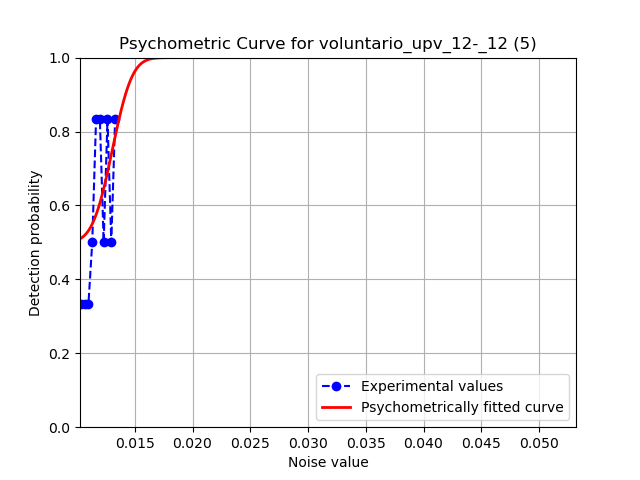 Psychometric Curve for voluntario_upv_12-_12 (5)
1.0
0.8
0.6
0.4
0.2
0.0
Detection probability
0.015 0.020 0.025 0.030 0.035 0.040 0.045 0.050
Noise value
Experimental values
Psychometrically fitted curve